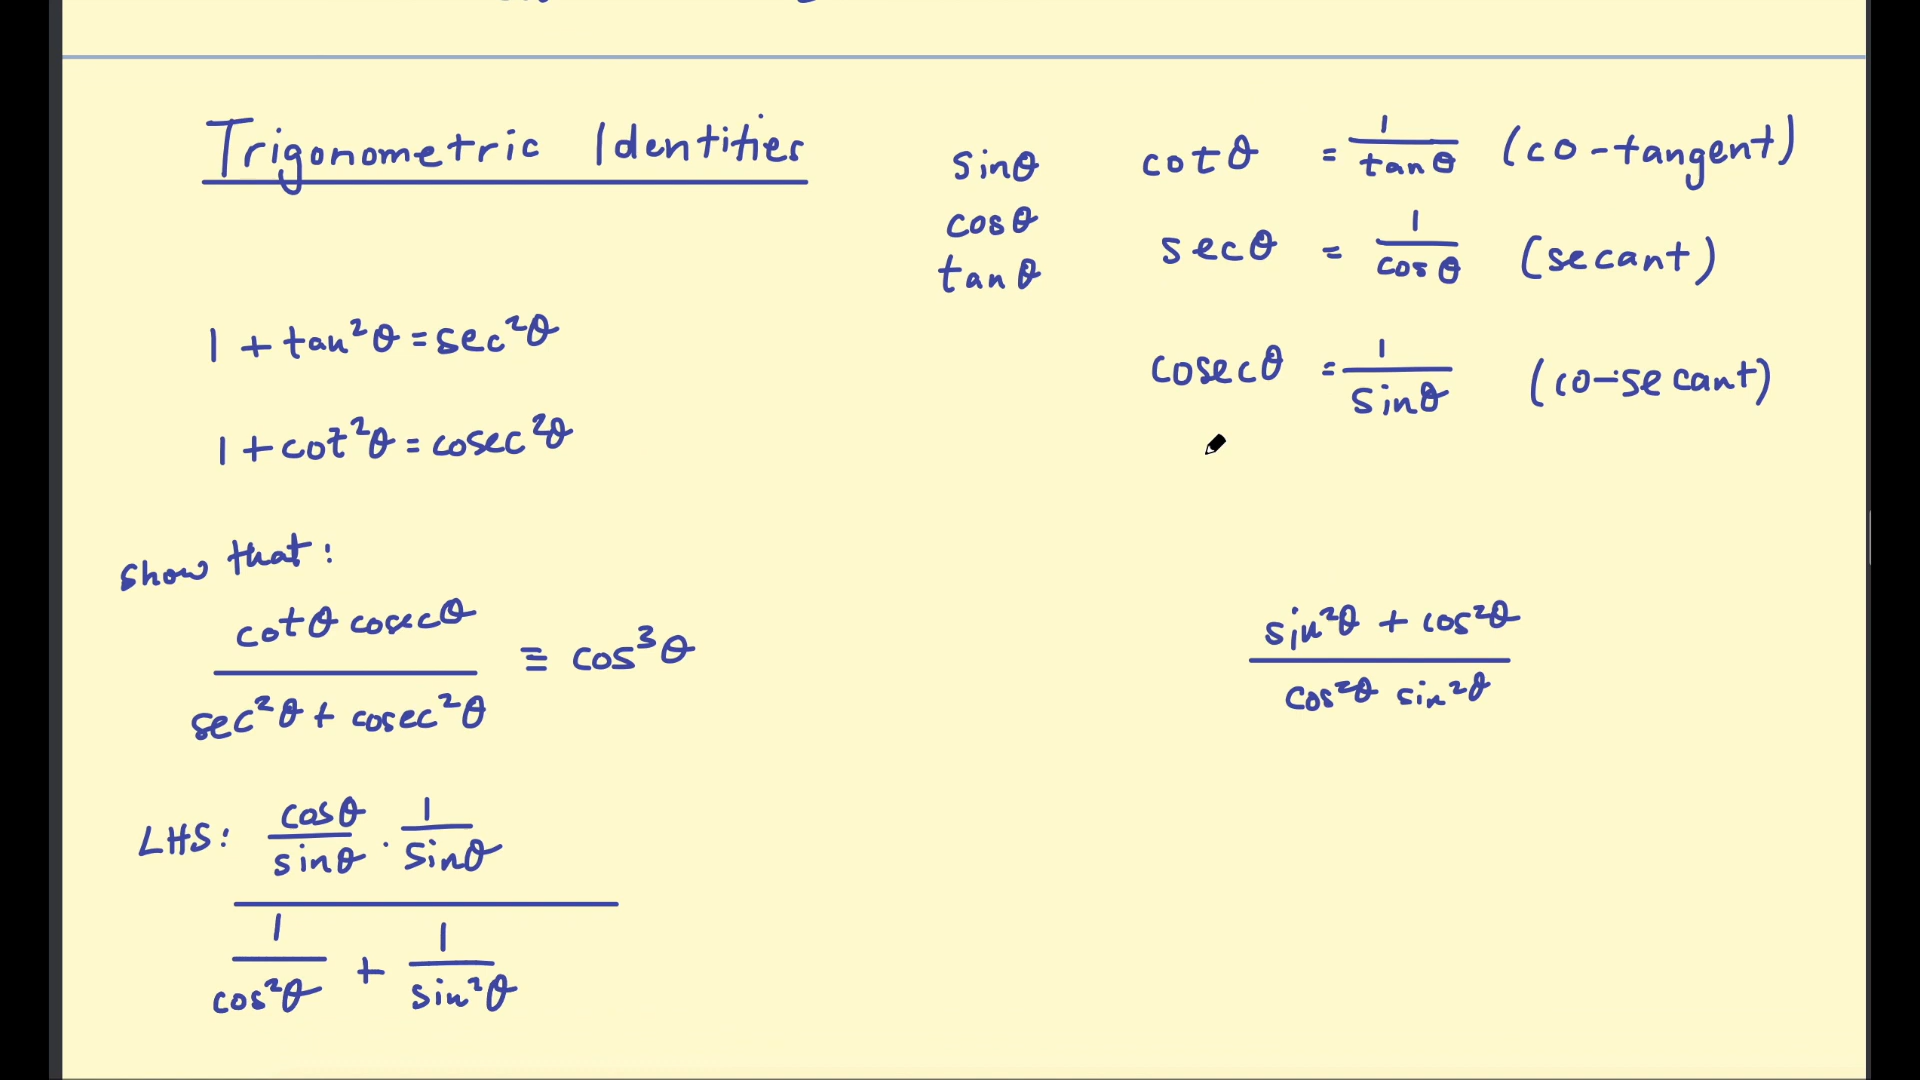 Trigonometric Identities
sinθ
cosθ
tanθ
cotθ = 1/tanθ (co-tangent)
secθ = 1/cosθ (secant)
cosecθ = 1/sinθ (co-secant)
1 + tan²θ = sec²θ
1 + cot²θ = cosec²θ
show that:
cotθ cosecθ / sec²θ + cosec²θ ≡ cos³θ
sin²θ + cos²θ / cos²θ sin²θ
LHS: cosθ/sinθ · 1/sinθ
1/cos²θ + 1/sin²θ